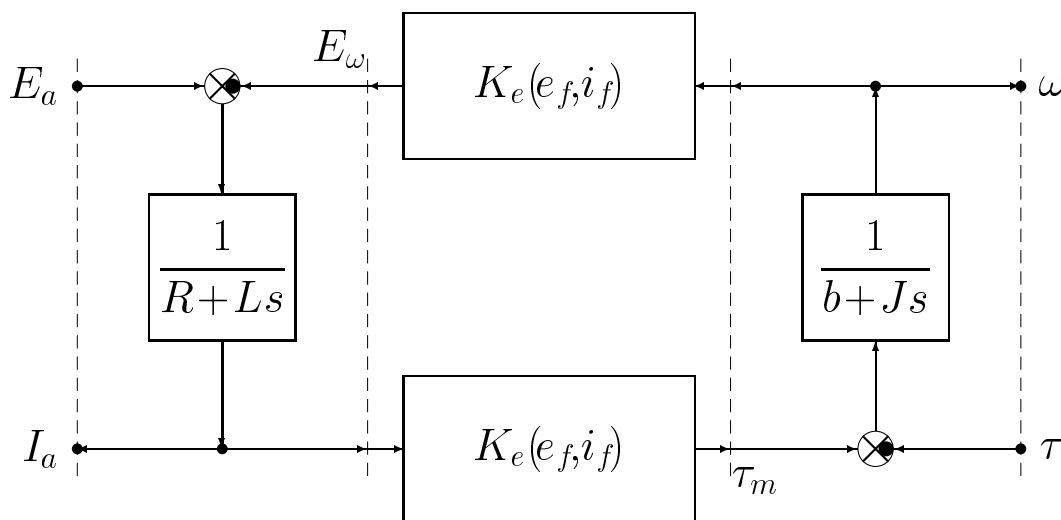 E_a
E_ω
K_e(e_f,i_f)
ω
1
R+Ls
1
b+Js
I_a
K_e(e_f,i_f)
τ_m
τ